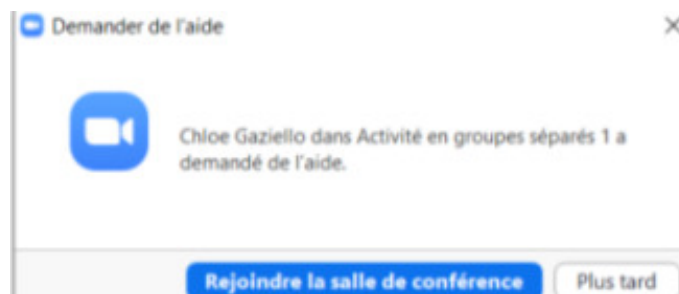 Demander de l'aide
Chloe Gaziello dans Activité en groupes séparés 1 a
demandé de l'aide.
Rejoindre la salle de conférence
Plus tard